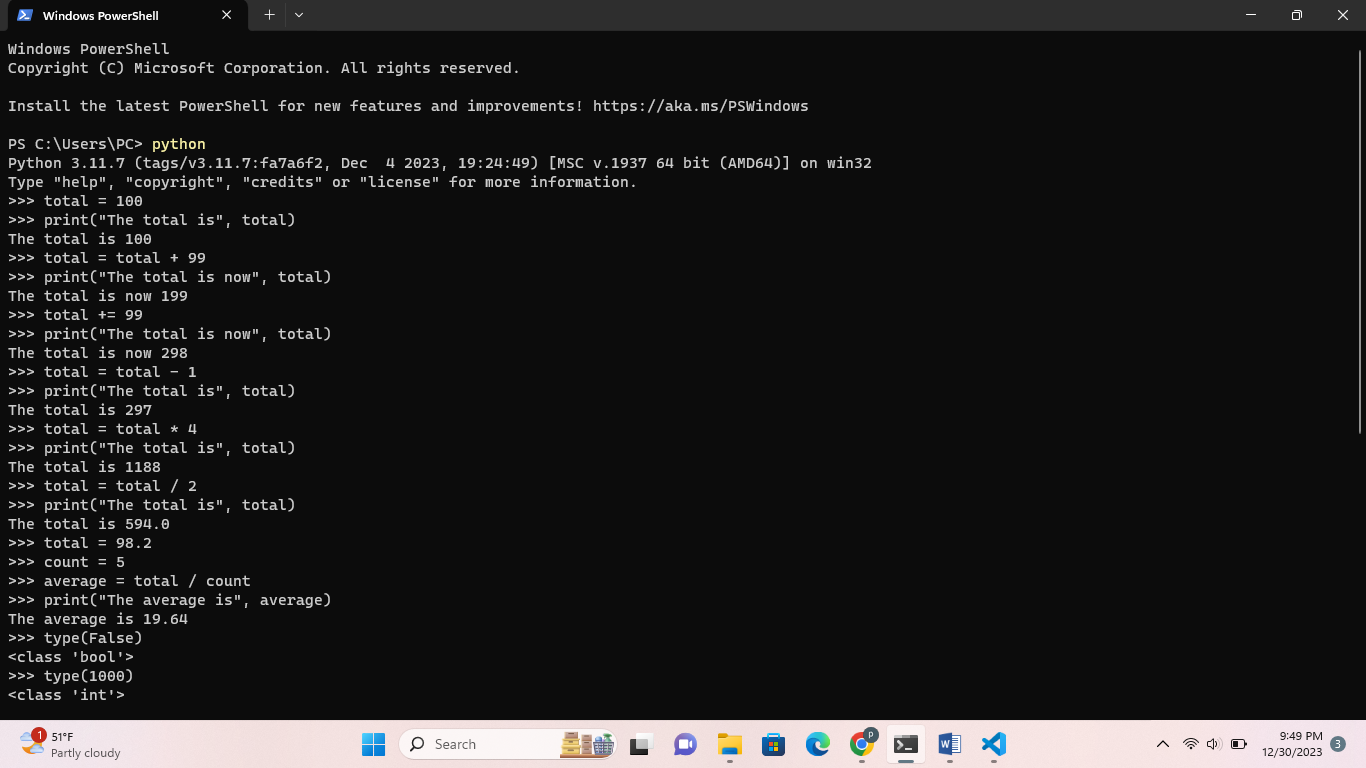 Windows PowerShell
Windows PowerShell
Copyright (C) Microsoft Corporation. All rights reserved.
Install the latest PowerShell for new features and improvements! https://aka.ms/PSWindows
PS C:\Users\PC> python
Python 3.11.7 (tags/v3.11.7:fa7a6f2, Dec  4 2023, 19:24:49) [MSC v.1937 64 bit (AMD64)] on win32
Type "help", "copyright", "credits" or "license" for more information.
>>> total = 100
>>> print("The total is", total)
The total is 100
>>> total = total + 99
>>> print("The total is now", total)
The total is now 199
>>> total += 99
>>> print("The total is now", total)
The total is now 298
>>> total = total - 1
>>> print("The total is", total)
The total is 297
>>> total = total * 4
>>> print("The total is", total)
The total is 1188
>>> total = total / 2
>>> print("The total is", total)
The total is 594.0
>>> total = 98.2
>>> count = 5
>>> average = total / count
>>> print("The average is", average)
The average is 19.64
>>> type(False)
<class 'bool'>
>>> type(1000)
<class 'int'>
1
51°F
Partly cloudy
Search
P
W
9:49 PM
12/30/2023
3